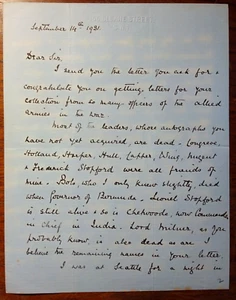 September 14th 1931.
Dear Sir,
I send you the letter you ask for &
congratulate you on getting letters for your
collection from so many officers of the allied
armies in the war.
Most of the leaders, whose autographs you
have not yet acquired, are dead. Congreve,
Holland, Harper, Hull, Capper, Wing, Nugent
& Frederick Stopford were all friends of
mine. Bols, who I only knew slightly, died
when Governor of Bermuda. Lionel Stopford
is still alive & so is Chetwode, now Commander
in Chief in India. Lord Milner, as you
probably know, is also dead as are I
believe the remaining names in your letter.
I was at Seattle for a night in